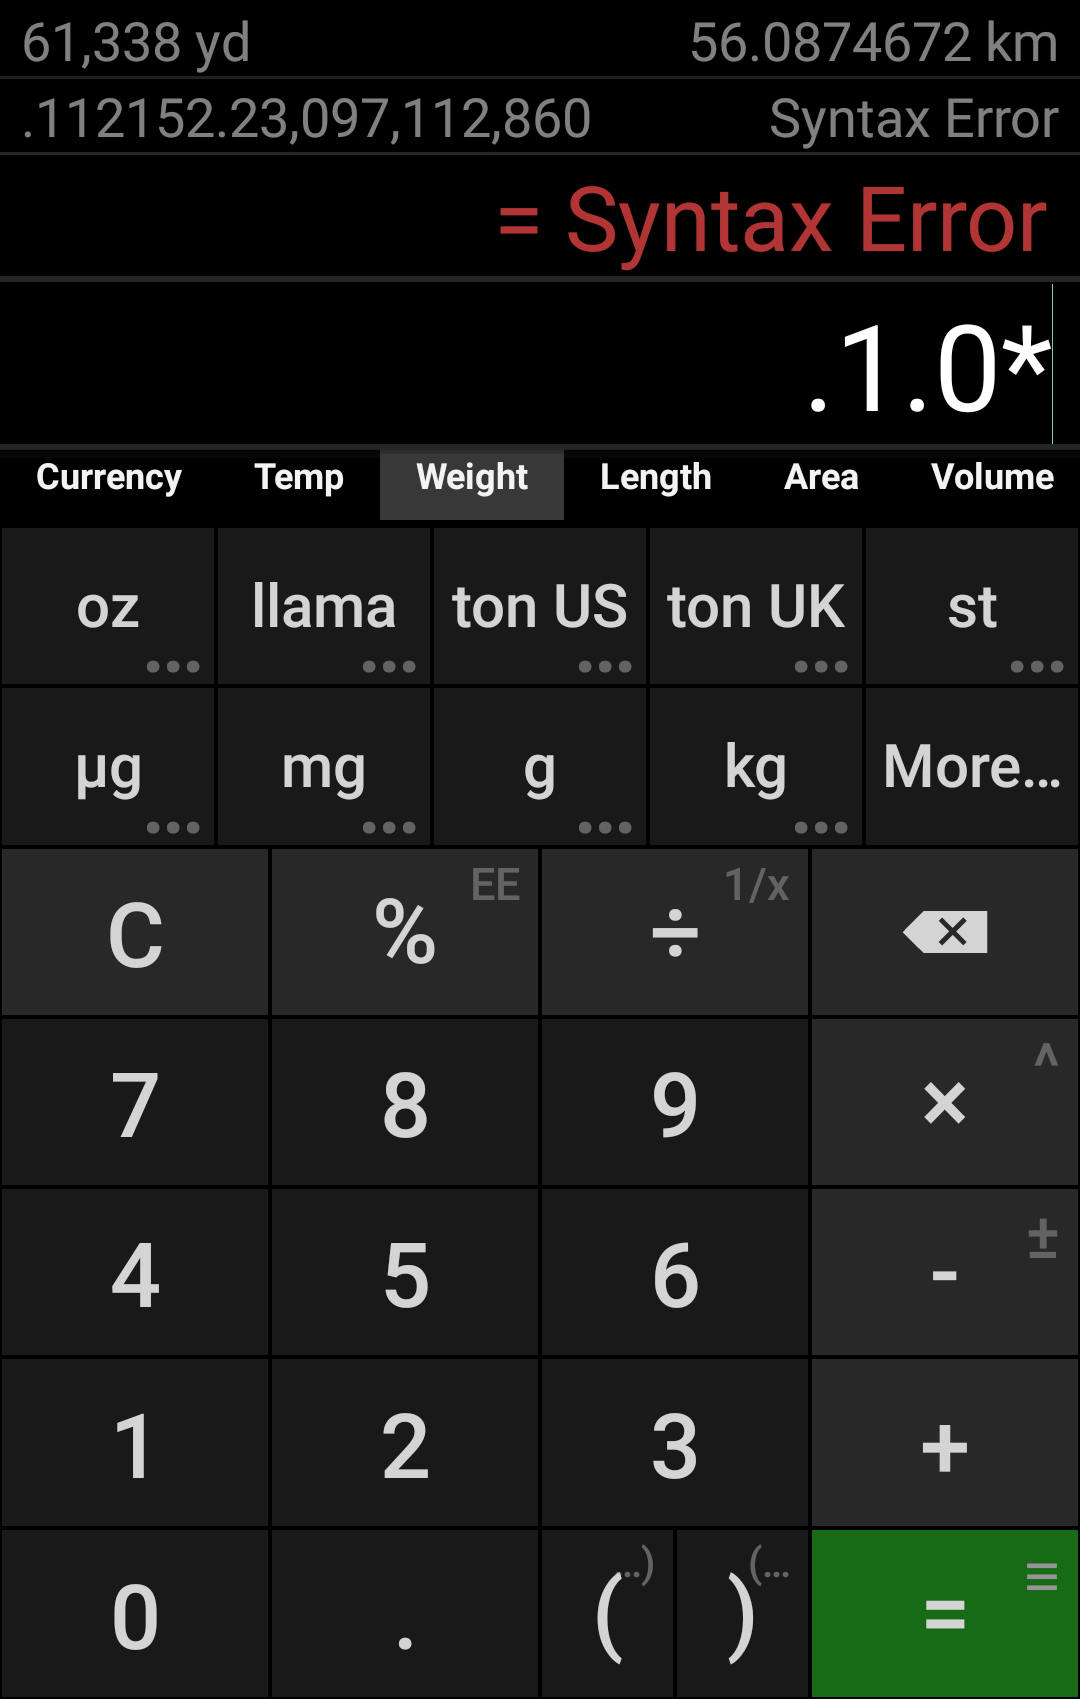 61,338 yd 56.0874672 km
.112152.23,097,112,860 Syntax Error
= Syntax Error
.1.0*
Currency Temp Weight Length Area Volume
oz llama ton US ton UK st
µg mg g kg More...
C % EE ÷ 1/x
7 8 9 × ^
4 5 6 - ±
1 2 3 +
0 . ( ..) ) (... = ≡